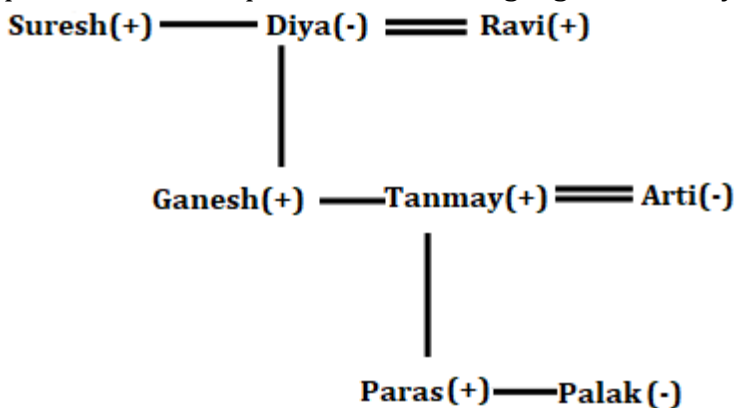 Suresh(+) Diya(-) Ravi(+)
Ganesh(+) Tanmay(+) Arti(-)
Paras(+) Palak(-)